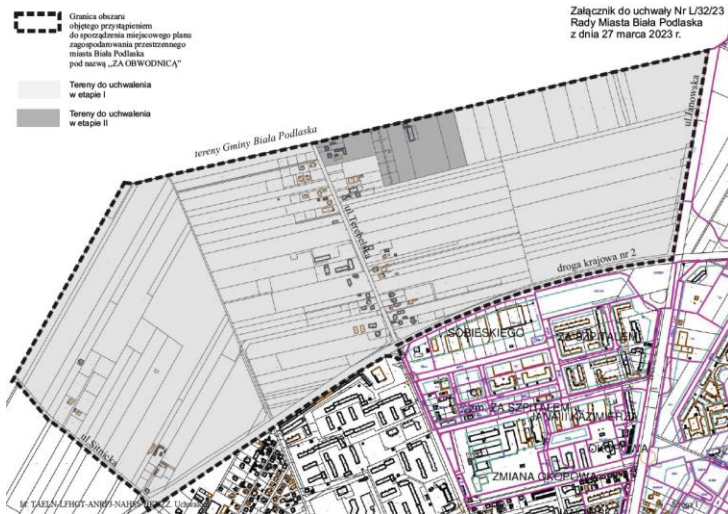 Granica obszaru
objętego przystąpieniem
do sporządzenia miejscowego planu
zagospodarowania przestrzennego
miasta Biała Podlaska
pod nazwą „ZA OBWODNICĄ”
Tereny do uchwalenia
w etapie I
Tereny do uchwalenia
w etapie II
Załącznik do uchwały Nr L/32/23
Rady Miasta Biała Podlaska
z dnia 27 marca 2023 r.
tereny Gminy Biała Podlaska
ul. Janowska
ul. Terebelska
droga krajowa nr 2
ul. Sitnicka
SOBIESKIEGO
ZA SZPITALEM
zm. ZA SZPITALEM
JANA II KAZIMIERZA
ZMIANA OKOPOWA